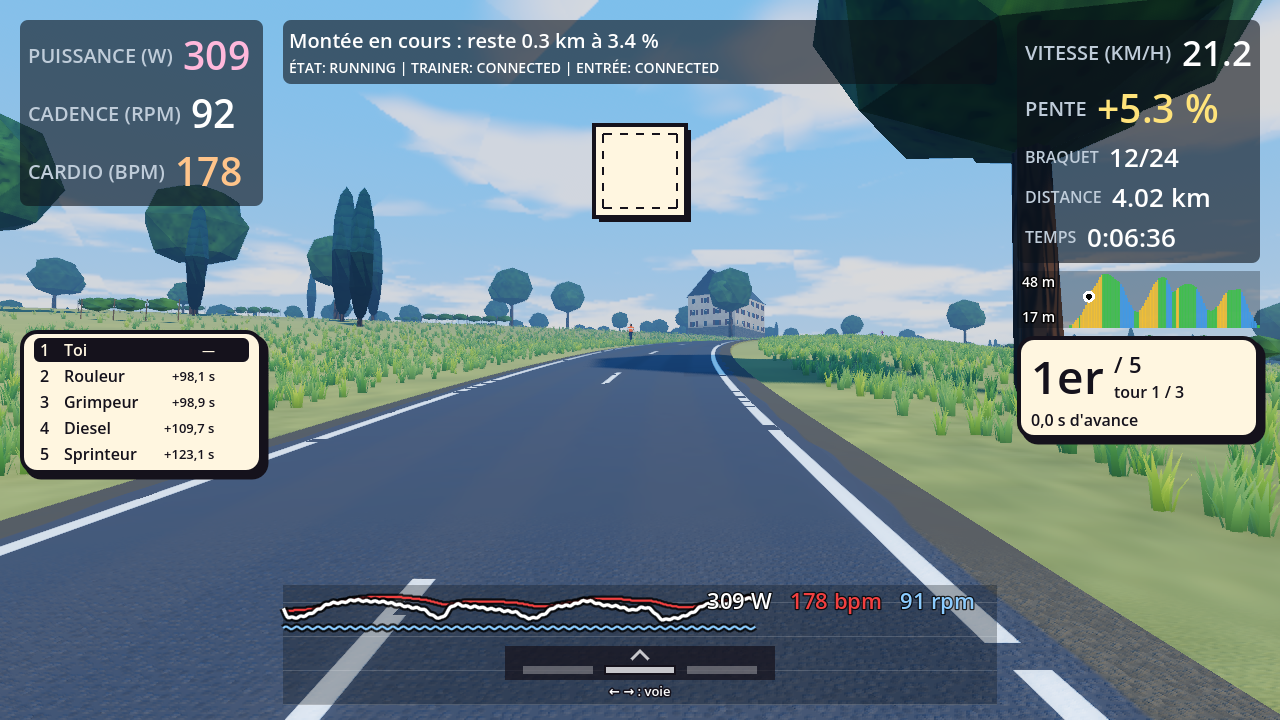 PUISSANCE (W) 309
CADENCE (RPM) 92
CARDIO (BPM) 178
Montée en cours : reste 0.3 km à 3.4 %
ÉTAT: RUNNING | TRAINER: CONNECTED | ENTRÉE: CONNECTED
VITESSE (KM/H) 21.2
PENTE +5.3 %
BRAQUET 12/24
DISTANCE 4.02 km
TEMPS 0:06:36
48 m
17 m
1 Toi —
2 Rouleur +98,1 s
3 Grimpeur +98,9 s
4 Diesel +109,7 s
5 Sprinteur +123,1 s
1er / 5
tour 1 / 3
0,0 s d'avance
309 W 178 bpm 91 rpm
← → : voie